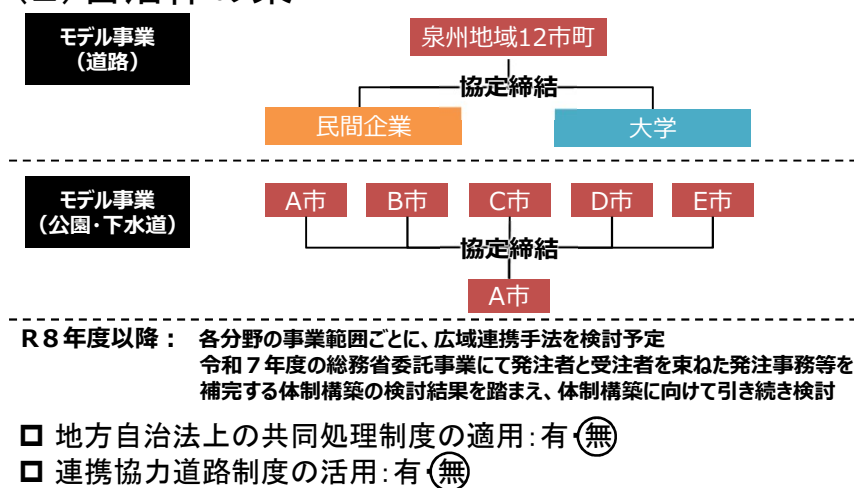 モデル事業
（道路）
泉州地域12市町
協定締結
民間企業
大学
モデル事業
（公園・下水道）
A市
B市
C市
D市
E市
協定締結
A市
R８年度以降： 各分野の事業範囲ごとに、広域連携手法を検討予定
令和７年度の総務省委託事業にて発注者と受注者を束ねた発注事務等を
補完する体制構築の検討結果を踏まえ、体制構築に向けて引き続き検討
地方自治法上の共同処理制度の適用：有・無
連携協力道路制度の活用：有・無